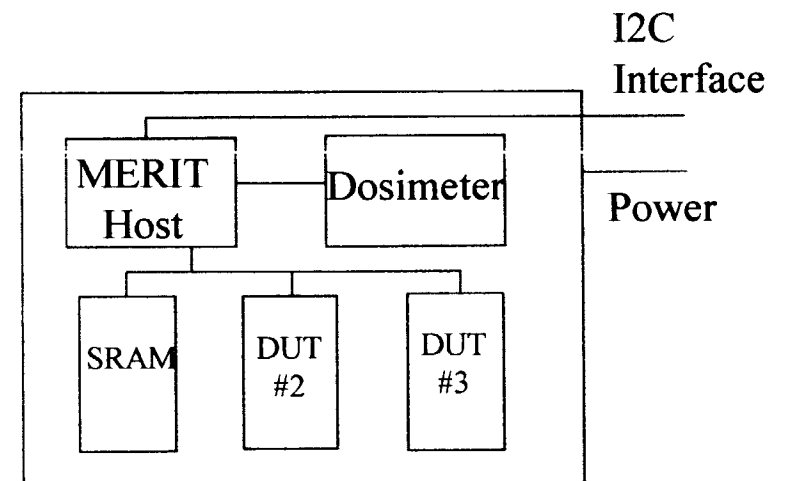 I2C
Interface
MERIT
Host
Dosimeter
Power
SRAM
DUT
#2
DUT
#3